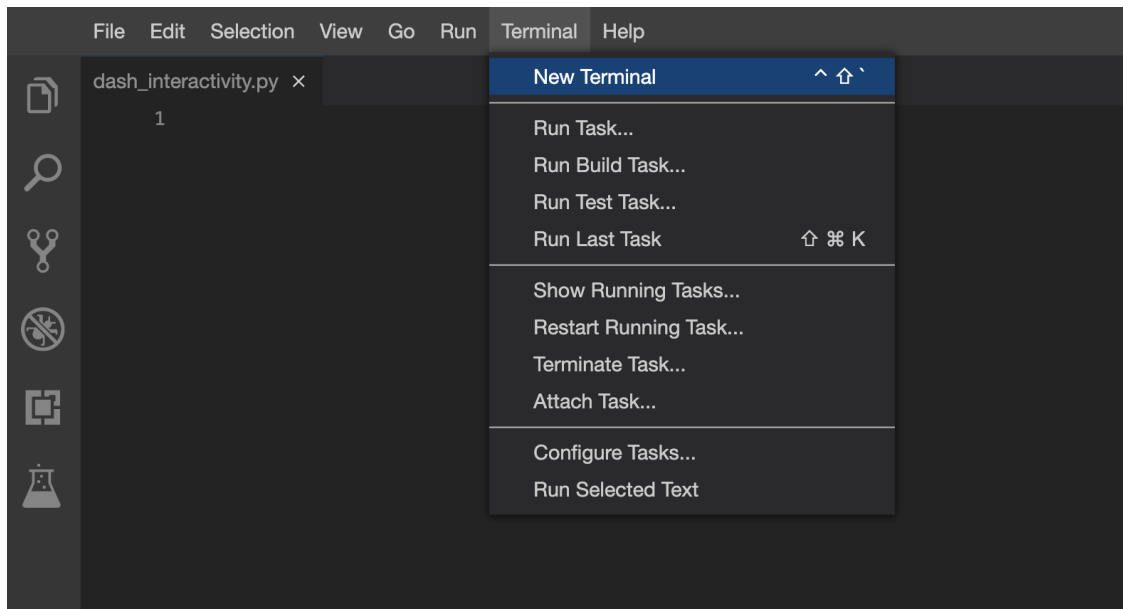 File Edit Selection View Go Run Terminal Help
dash_interactivity.py ×
1
New Terminal ^⇧`
Run Task...
Run Build Task...
Run Test Task...
Run Last Task ⇧⌘K
Show Running Tasks...
Restart Running Task...
Terminate Task...
Attach Task...
Configure Tasks...
Run Selected Text